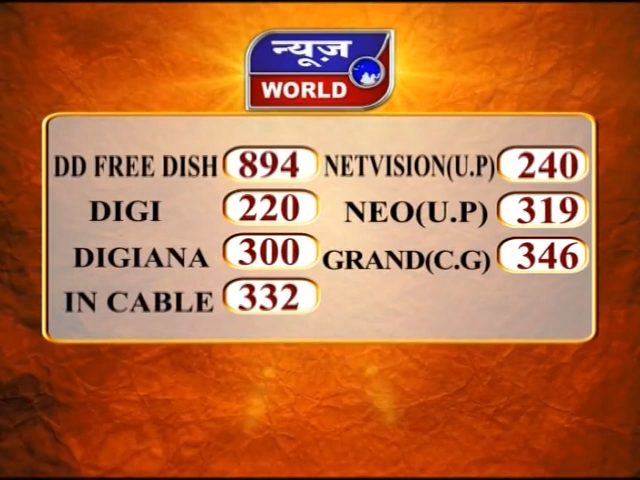 न्यूज़
WORLD
DD FREE DISH 894 NETVISION(U.P) 240
DIGI 220 NEO(U.P) 319
DIGIANA 300 GRAND(C.G) 346
IN CABLE 332